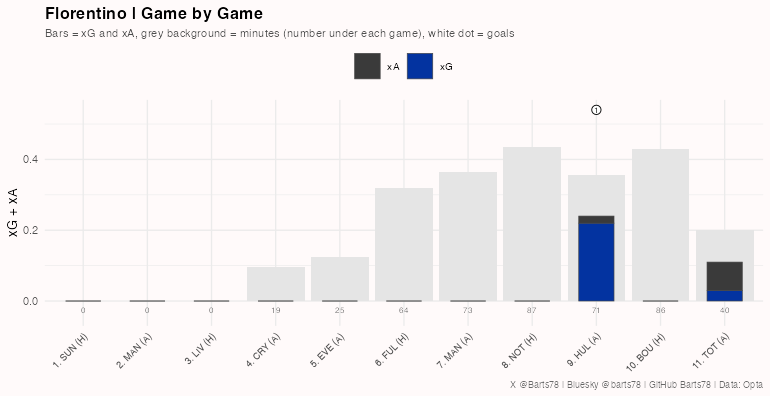 Florentino | Game by Game
Bars = xG and xA, grey background = minutes (number under each game), white dot = goals
xA xG
xG + xA
0.4
0.2
0.0
1
0 0 0 19 25 64 73 87 71 86 40
1. SUN (H)
2. MAN (A)
3. LIV (H)
4. CRY (A)
5. EVE (A)
6. FUL (H)
7. MAN (A)
8. NOT (H)
9. HUL (A)
10. BOU (H)
11. TOT (A)
X @Barts78 | Bluesky @barts78 | GitHub Barts78 | Data: Opta